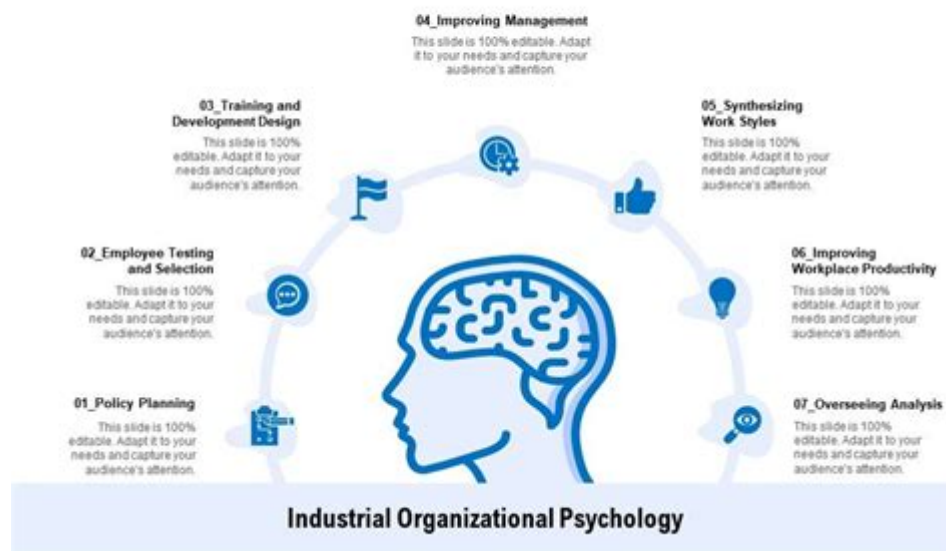 04_Improving Management
This slide is 100% editable. Adapt
it to your needs and capture your
audience's attention.
03_Training and
Development Design
This slide is 100%
editable. Adapt it to your
needs and capture your
audience's attention.
05_Synthesizing
Work Styles
This slide is 100%
editable. Adapt it to your
needs and capture your
audience's attention.
02_Employee Testing
and Selection
This slide is 100%
editable. Adapt it to your
needs and capture your
audience's attention.
06_Improving
Workplace Productivity
This slide is 100%
editable. Adapt it to your
needs and capture your
audience's attention.
01_Policy Planning
This slide is 100%
editable. Adapt it to your
needs and capture your
audience's attention.
07_Overseeing Analysis
This slide is 100%
editable. Adapt it to your
needs and capture your
audience's attention.
Industrial Organizational Psychology